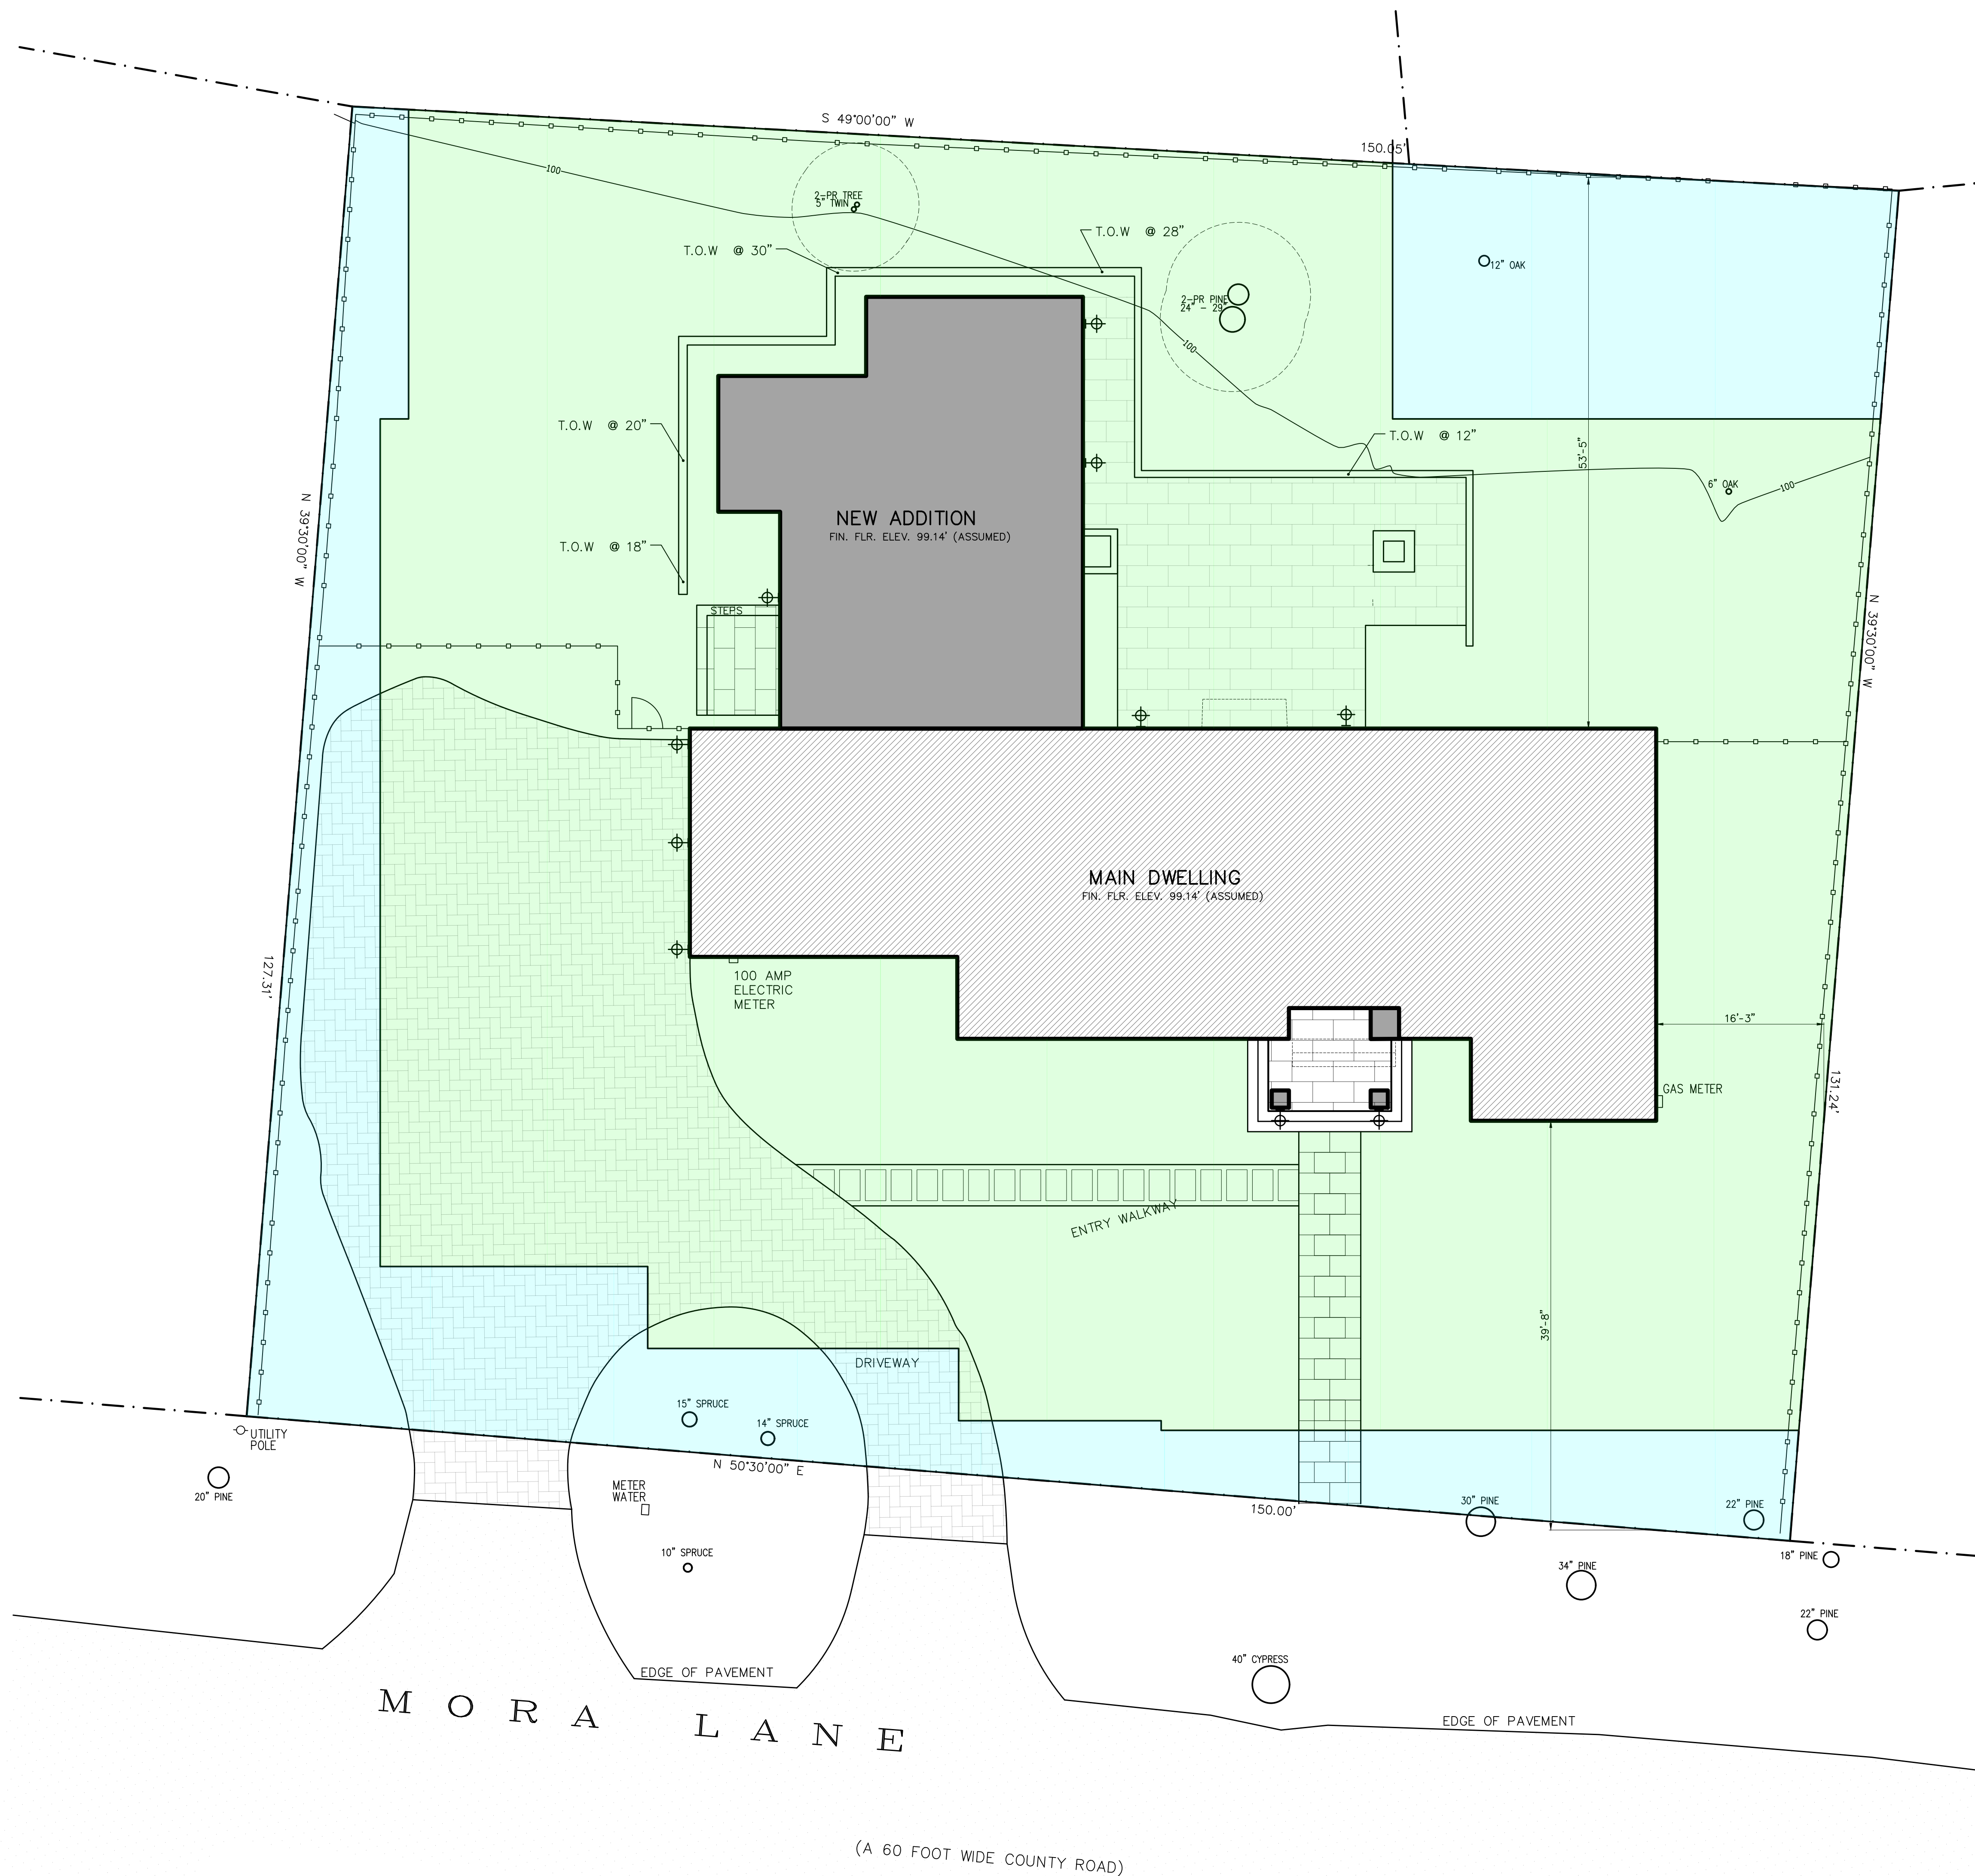 S 49°00'00" W
150.05'
100
2-PR TREE
5" TWIN
T.O.W @ 30"
T.O.W @ 28"
12" OAK
2-PR PINE
24" - 29"
100
T.O.W @ 20"
T.O.W @ 12"
53'-5"
6" OAK
100
N 39°30'00" W
NEW ADDITION
FIN. FLR. ELEV. 99.14' (ASSUMED)
T.O.W @ 18"
STEPS
N 39°30'00" W
MAIN DWELLING
FIN. FLR. ELEV. 99.14' (ASSUMED)
127.31'
100 AMP
ELECTRIC
METER
16'-3"
GAS METER
131.24'
ENTRY WALKWAY
39'-8"
DRIVEWAY
15" SPRUCE
14" SPRUCE
UTILITY
POLE
20" PINE
N 50°30'00" E
METER
WATER
150.00'
30" PINE
22" PINE
10" SPRUCE
18" PINE
34" PINE
22" PINE
40" CYPRESS
EDGE OF PAVEMENT
MORA LANE
EDGE OF PAVEMENT
(A 60 FOOT WIDE COUNTY ROAD)